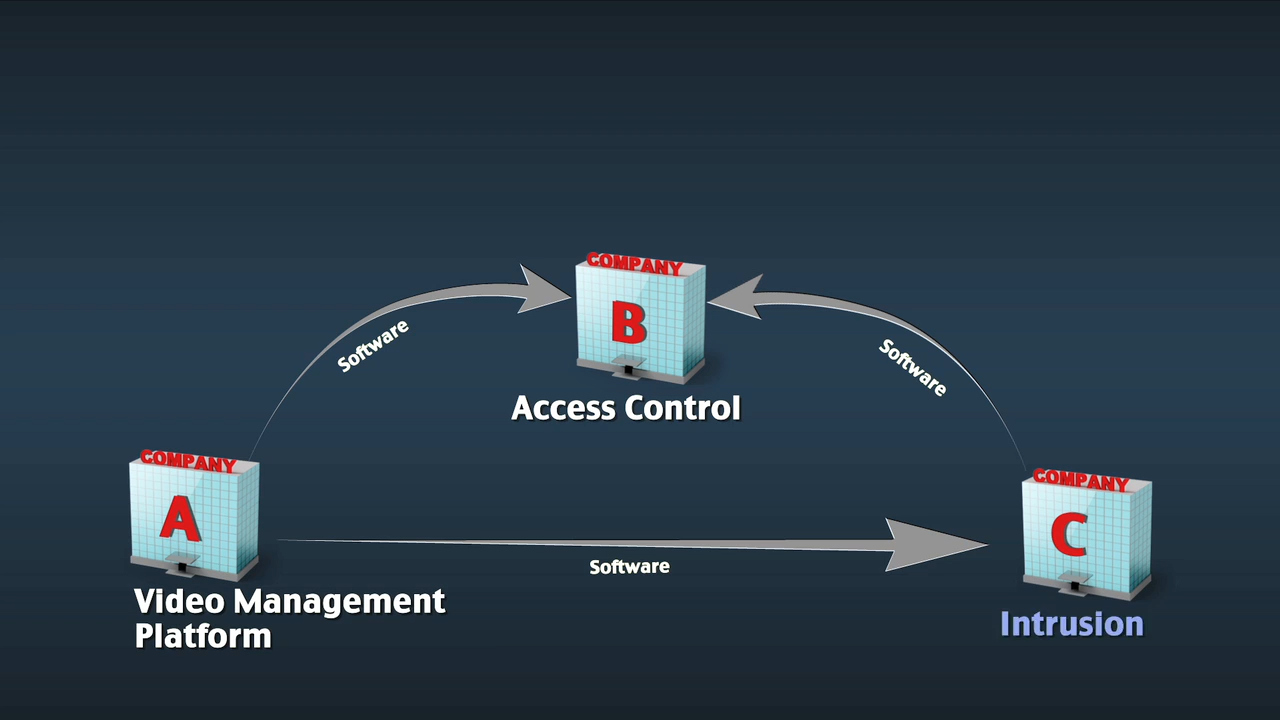 COMPANY
B
Software
Software
Access Control
COMPANY
A
COMPANY
C
Software
Video Management
Platform
Intrusion